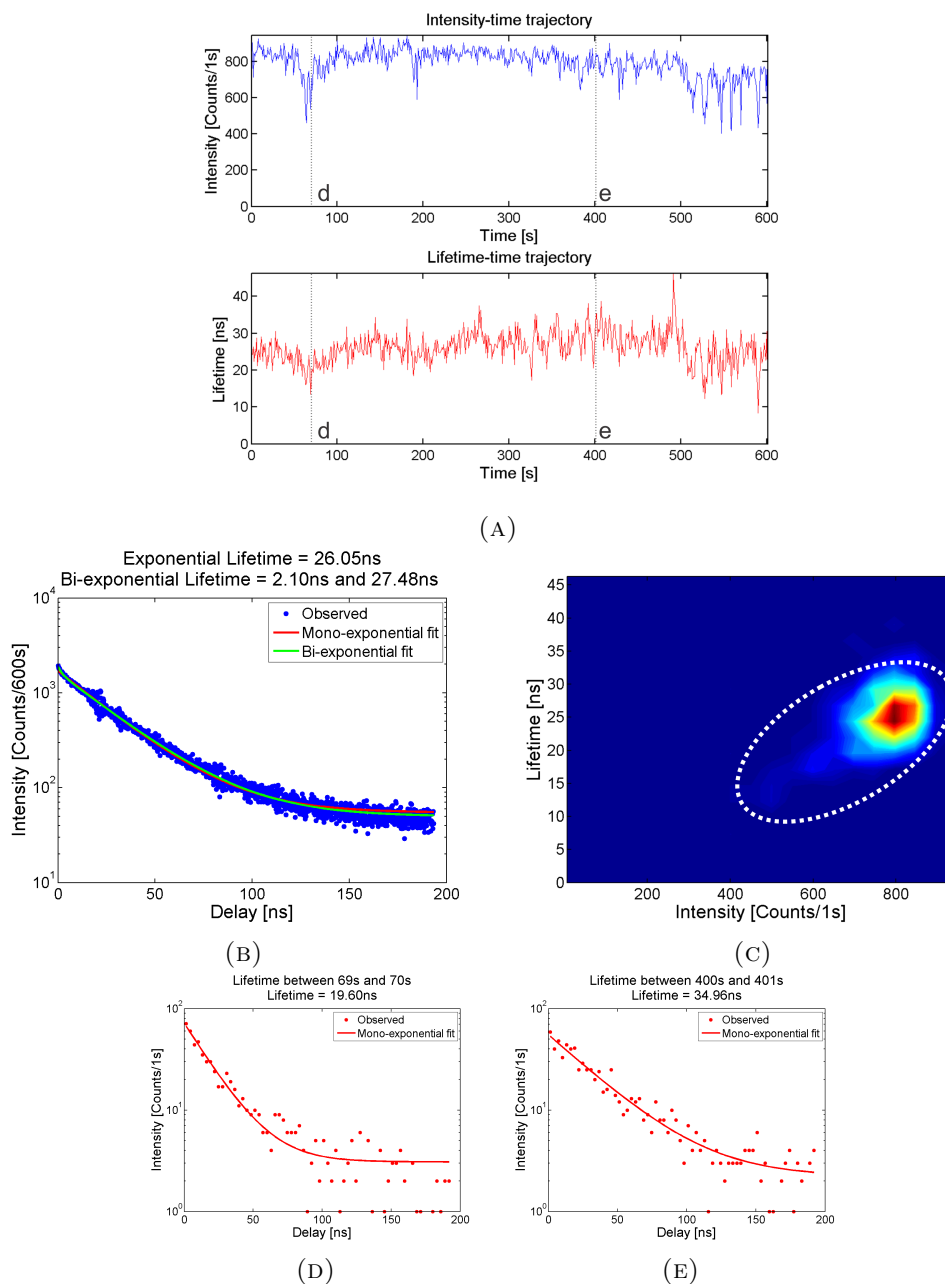 Intensity-time trajectory
Intensity [Counts/1s]
800
600
400
200
0
d
e
0 100 200 300 400 500 600
Time [s]
Lifetime-time trajectory
Lifetime [ns]
40
30
20
10
0
d
e
0 100 200 300 400 500 600
Time [s]
(A)
Exponential Lifetime = 26.05ns
Bi-exponential Lifetime = 2.10ns and 27.48ns
Intensity [Counts/600s]
10^4
10^3
10^2
10^1
Observed
Mono-exponential fit
Bi-exponential fit
0 50 100 150 200
Delay [ns]
(B)
Lifetime [ns]
45
40
35
30
25
20
15
10
5
0
200 400 600 800
Intensity [Counts/1s]
(C)
Lifetime between 69s and 70s
Lifetime = 19.60ns
Intensity [Counts/1s]
10^2
10^1
10^0
Observed
Mono-exponential fit
0 50 100 150 200
Delay [ns]
(D)
Lifetime between 400s and 401s
Lifetime = 34.96ns
Intensity [Counts/1s]
10^2
10^1
10^0
Observed
Mono-exponential fit
0 50 100 150 200
Delay [ns]
(E)